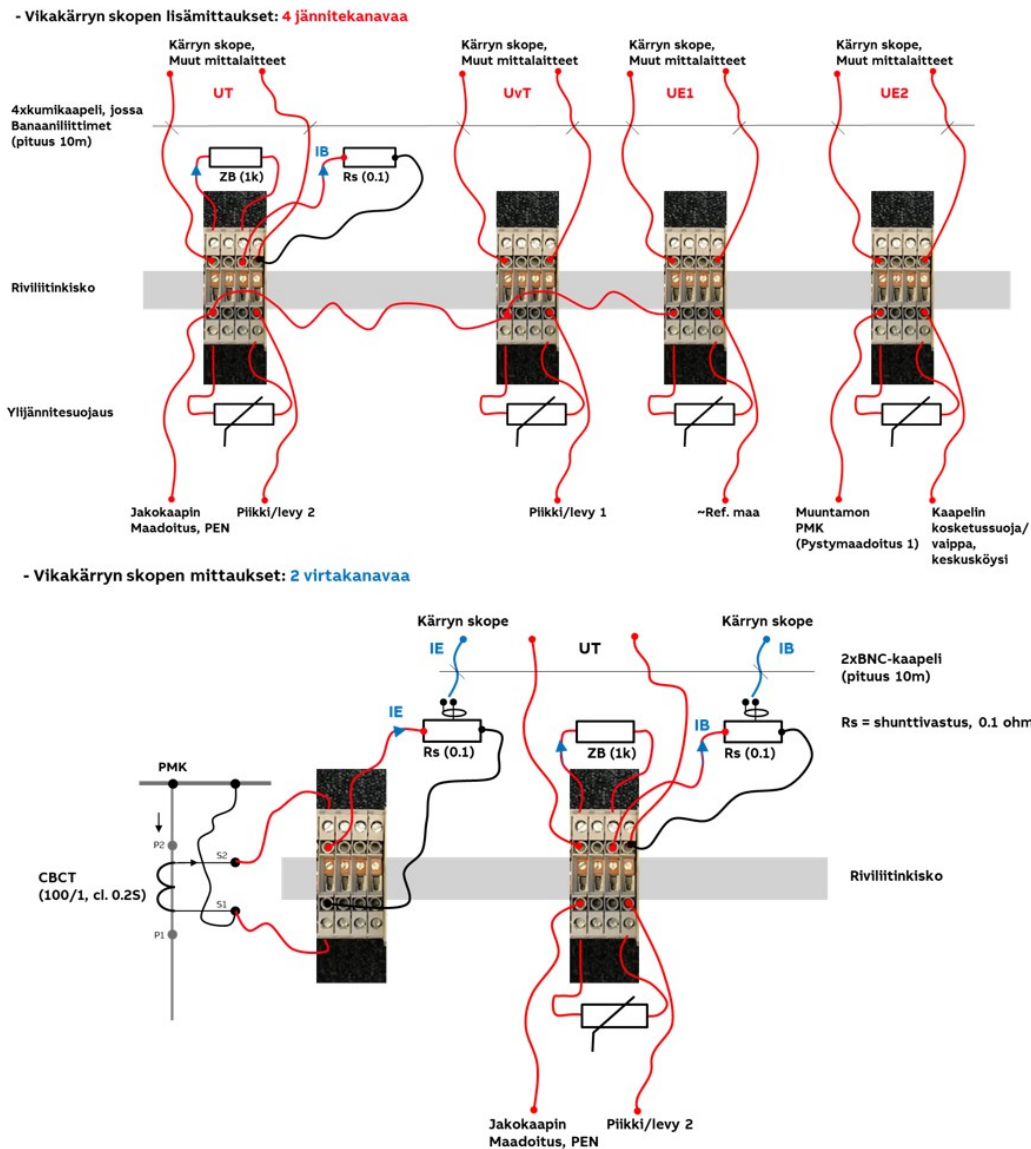 - Vikakärryn skopen lisämittaukset: 4 jännitekanavaa
Kärryn skope,
Muut mittalaitteet
Kärryn skope,
Muut mittalaitteet
Kärryn skope,
Muut mittalaitteet
Kärryn skope,
Muut mittalaitteet
UT
UvT
UE1
UE2
4xkumikaapeli, jossa
Banaaniliittimet
(pituus 10m)
IB
ZB (1k)
Rs (0.1)
Riviliitinkisko
Ylijännitesuojaus
Jakokaapin
Maadoitus, PEN
Piikki/levy 2
Piikki/levy 1
~Ref. maa
Muuntamon
PMK
(Pystymaadoitus 1)
Kaapelin
kosketussuoja/
vaippa,
keskusköysi
- Vikakärryn skopen mittaukset: 2 virtakanavaa
Kärryn skope
IE
UT
Kärryn skope
IB
2xBNC-kaapeli
(pituus 10m)
IE
Rs (0.1)
ZB (1k)
IB
Rs (0.1)
Rs = shunttivastus, 0.1 ohm
PMK
P2
S2
CBCT
(100/1, cl. 0.2S)
S1
P1
Riviliitinkisko
Jakokaapin
Maadoitus, PEN
Piikki/levy 2